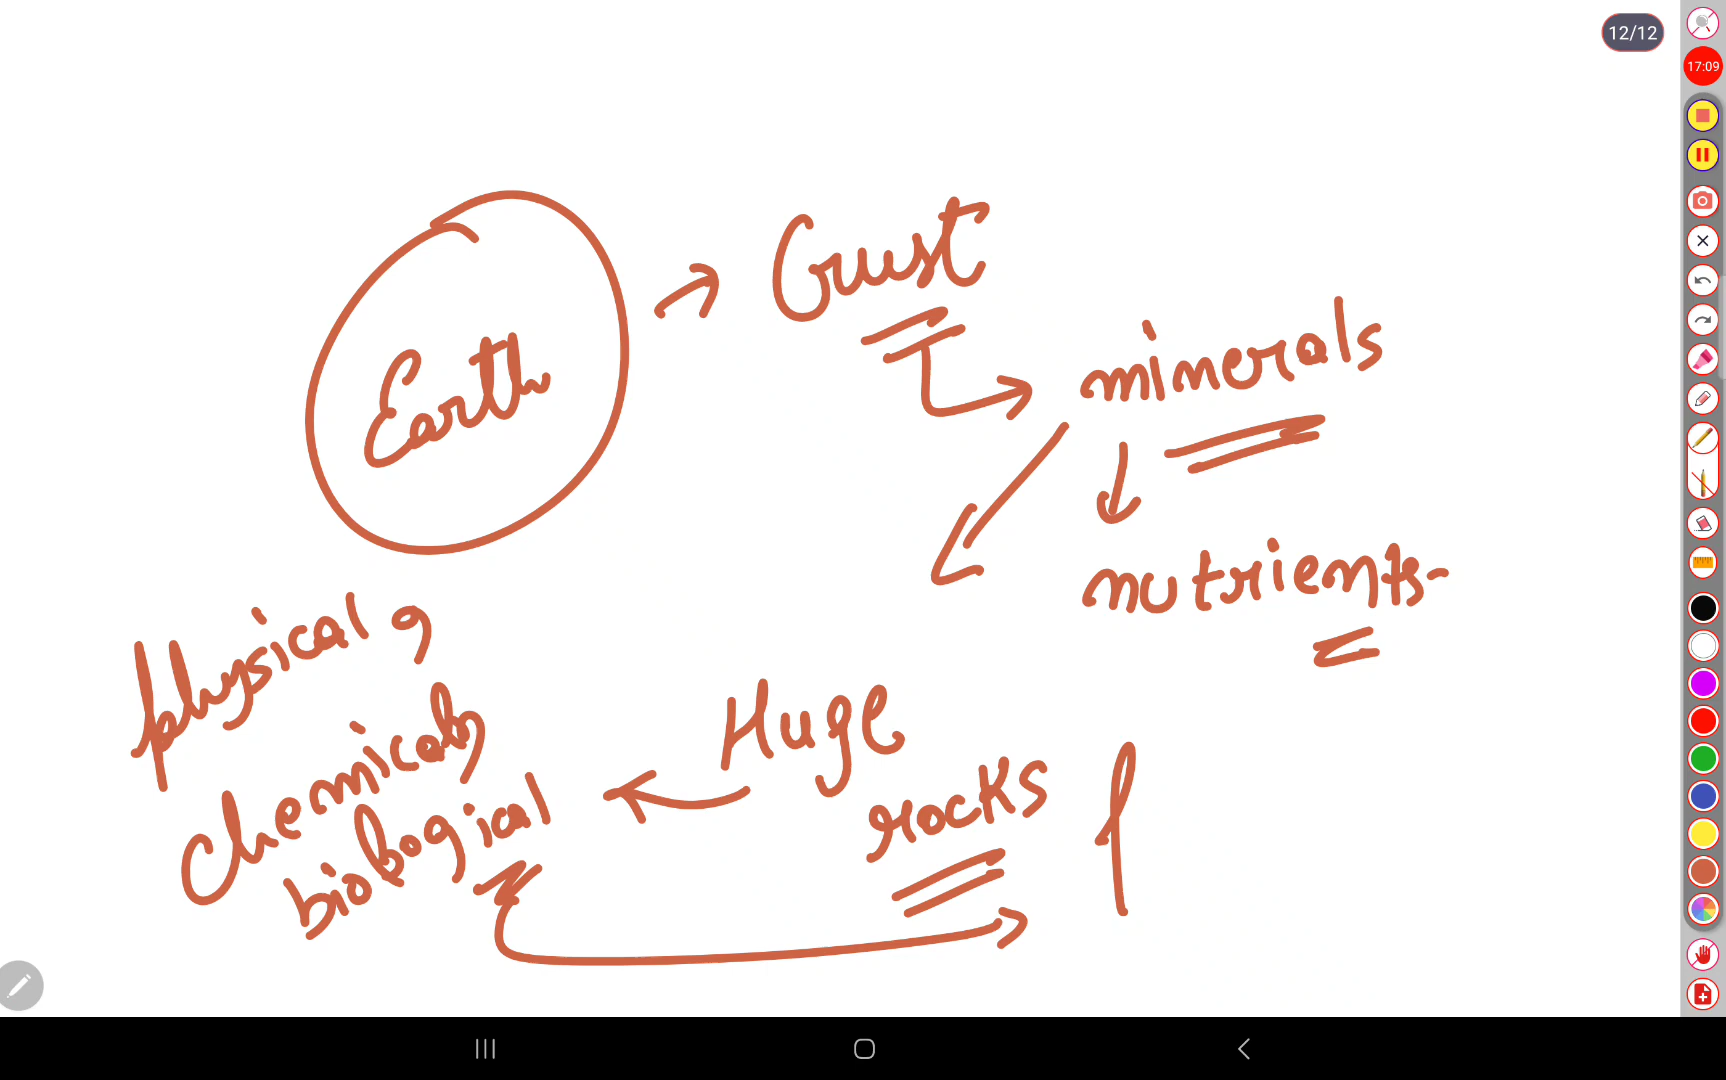 12/12
17:09
Earth
Crust
minerals
nutrients
physical,
chemical,
biological
Huge
rocks
f